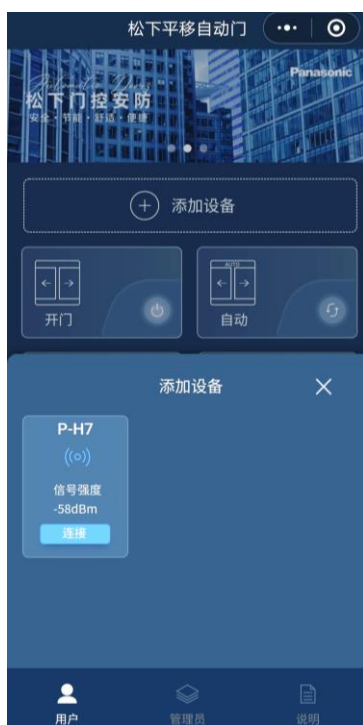 松下平移自动门
Panasonic
松下门控安防
安全·节能·舒适·便捷
添加设备
开门
AUTO
自动
添加设备
P-H7
信号强度
-58dBm
连接
用户
管理员
说明